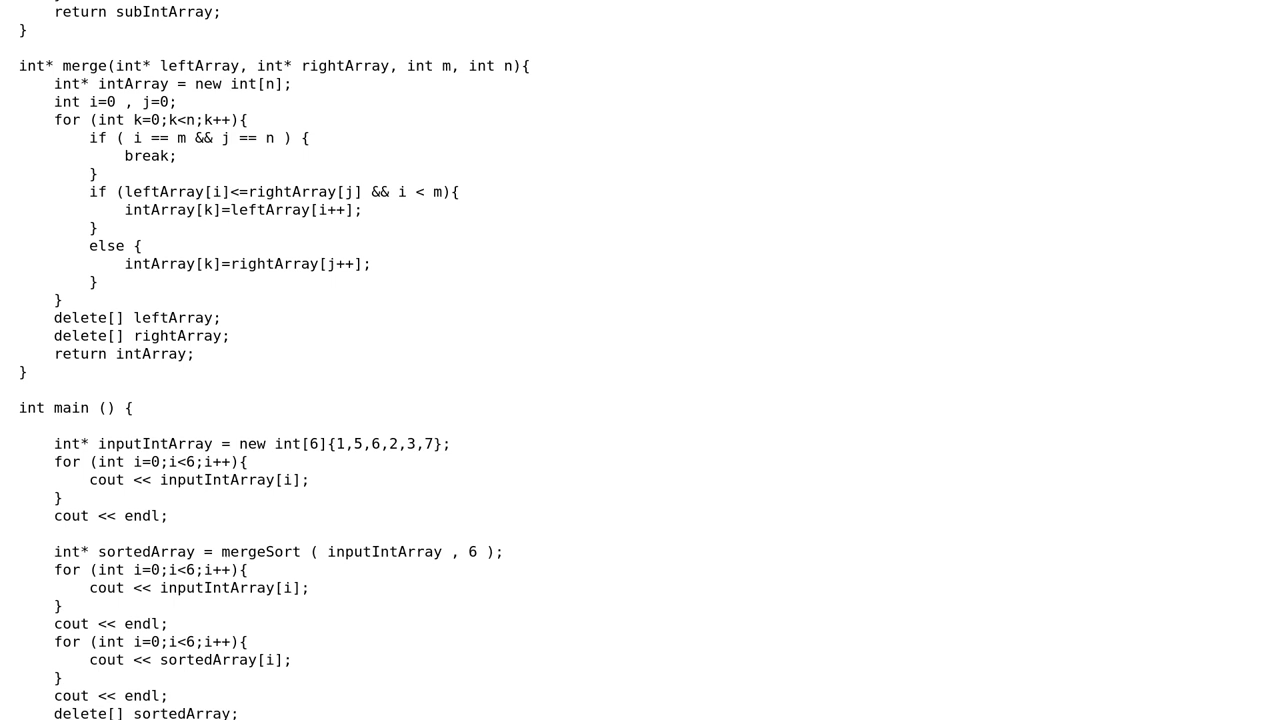 return subIntArray;
}
int* merge(int* leftArray, int* rightArray, int m, int n){
    int* intArray = new int[n];
    int i=0 , j=0;
    for (int k=0;k<n;k++){
        if ( i == m && j == n ) {
            break;
        }
        if (leftArray[i]<=rightArray[j] && i < m){
            intArray[k]=leftArray[i++];
        }
        else {
            intArray[k]=rightArray[j++];
        }
    }
    delete[] leftArray;
    delete[] rightArray;
    return intArray;
}
int main () {
    int* inputIntArray = new int[6]{1,5,6,2,3,7};
    for (int i=0;i<6;i++){
        cout << inputIntArray[i];
    }
    cout << endl;
    int* sortedArray = mergeSort ( inputIntArray , 6 );
    for (int i=0;i<6;i++){
        cout << inputIntArray[i];
    }
    cout << endl;
    for (int i=0;i<6;i++){
        cout << sortedArray[i];
    }
    cout << endl;
    delete[] sortedArray;